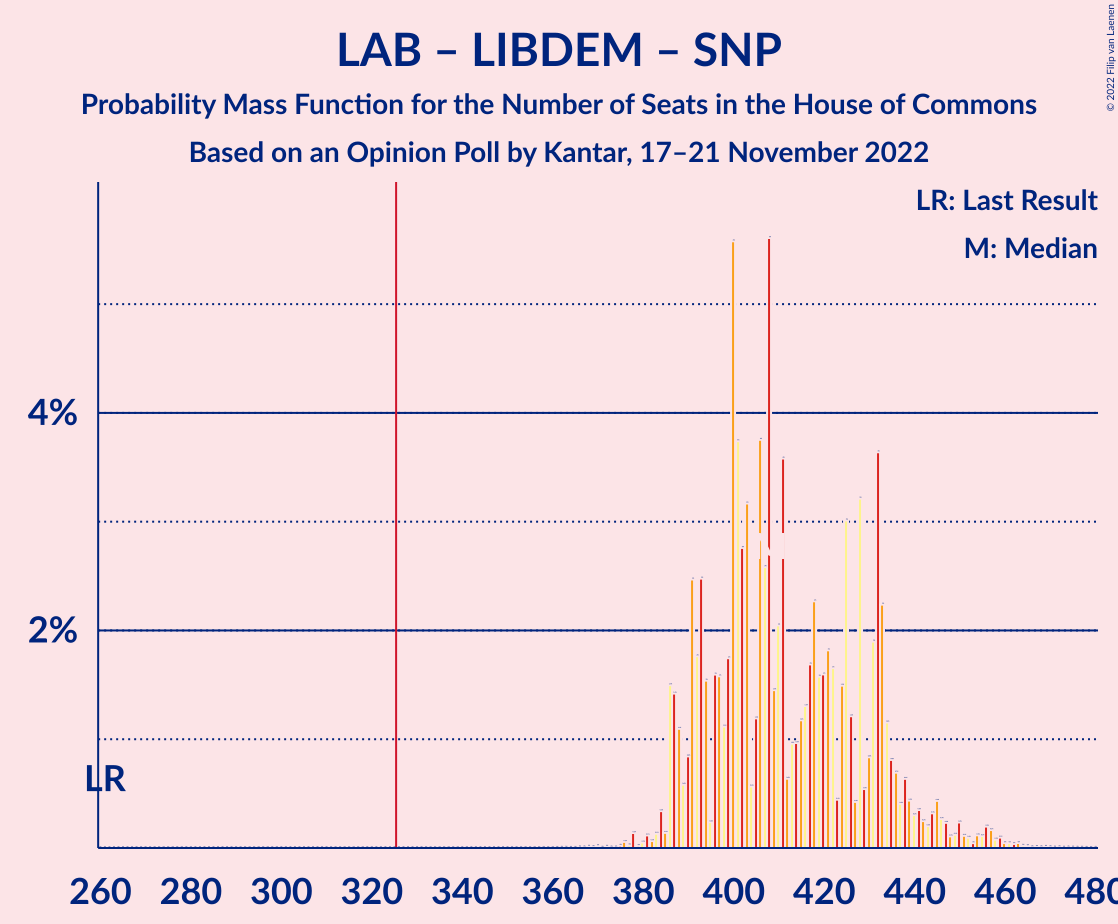 LAB – LIBDEM – SNP
Probability Mass Function for the Number of Seats in the House of Commons
Based on an Opinion Poll by Kantar, 17–21 November 2022
© 2022 Filip van Laenen
LR: Last Result
M: Median
4%
2%
LR
260 280 300 320 340 360 380 400 420 440 460 480